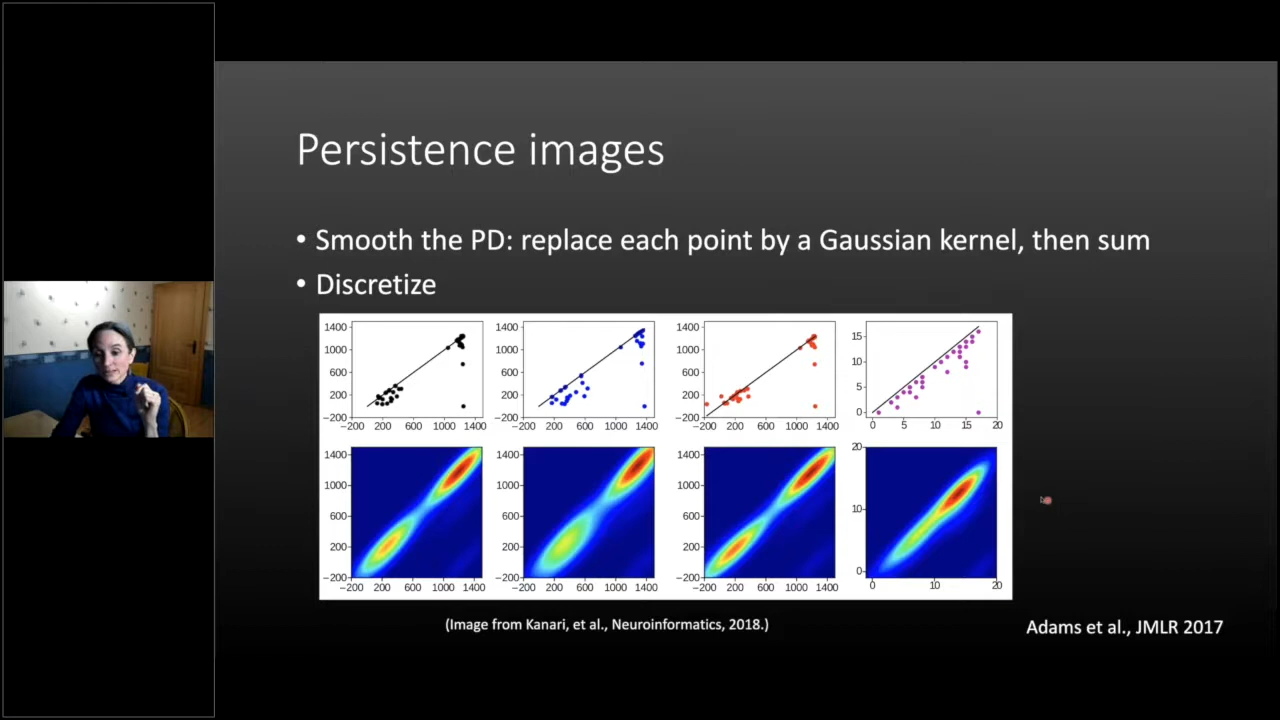 Persistence images
• Smooth the PD: replace each point by a Gaussian kernel, then sum
• Discretize
1400
1000
600
200
−200
−200 200 600 1000 1400
1400
1000
600
200
−200
−200 200 600 1000 1400
1400
1000
600
200
−200
−200 200 600 1000 1400
15
10
5
0
0 5 10 15 20
1400
1000
600
200
−200
−200 200 600 1000 1400
1400
1000
600
200
−200
−200 200 600 1000 1400
1400
1000
600
200
−200
−200 200 600 1000 1400
20
10
0
0 10 20
(Image from Kanari, et al., Neuroinformatics, 2018.)
Adams et al., JMLR 2017